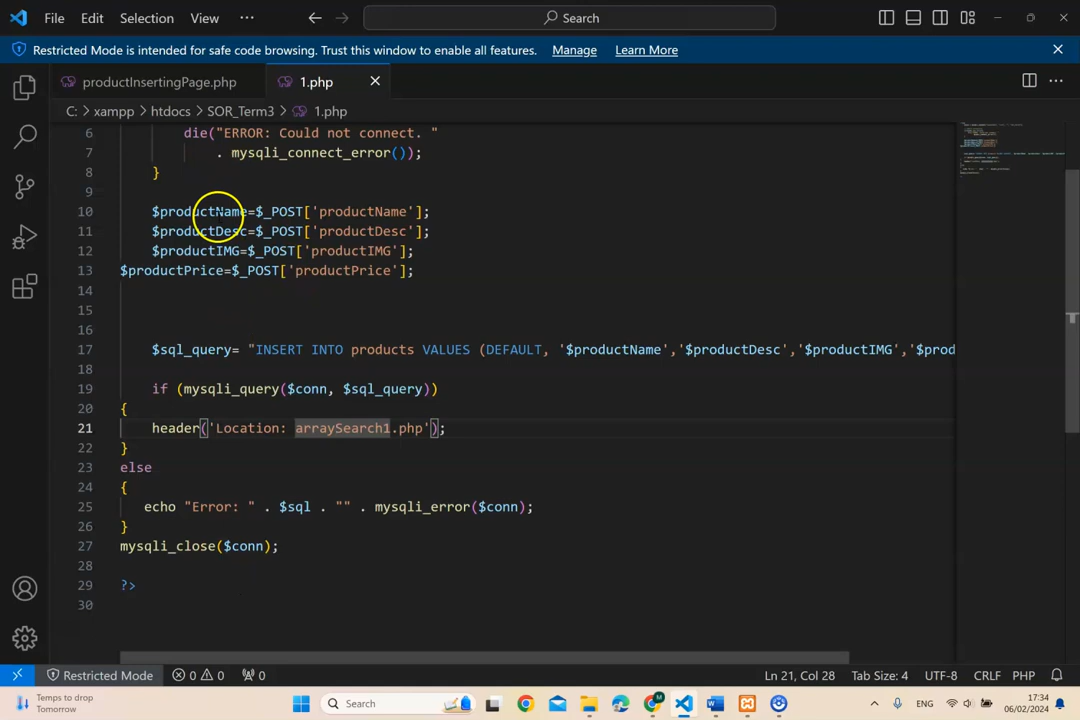 File Edit Selection View ··· Search
Restricted Mode is intended for safe code browsing. Trust this window to enable all features. Manage Learn More
productInsertingPage.php 1.php
C: > xampp > htdocs > SOR_Term3 > 1.php
6 die("ERROR: Could not connect. "
7 . mysqli_connect_error());
8 }
9
10 $productName=$_POST['productName'];
11 $productDesc=$_POST['productDesc'];
12 $productIMG=$_POST['productIMG'];
13 $productPrice=$_POST['productPrice'];
14
15
16
17 $sql_query= "INSERT INTO products VALUES (DEFAULT, '$productName','$productDesc','$productIMG','$prod
18
19 if (mysqli_query($conn, $sql_query))
20 {
21 header('Location: arraySearch1.php');
22 }
23 else
24 {
25 echo "Error: " . $sql . "" . mysqli_error($conn);
26 }
27 mysqli_close($conn);
28
29 ?>
30
Restricted Mode 0 0 0 Ln 21, Col 28 Tab Size: 4 UTF-8 CRLF PHP
Temps to drop
Tomorrow
Search
ENG
17:34
06/02/2024